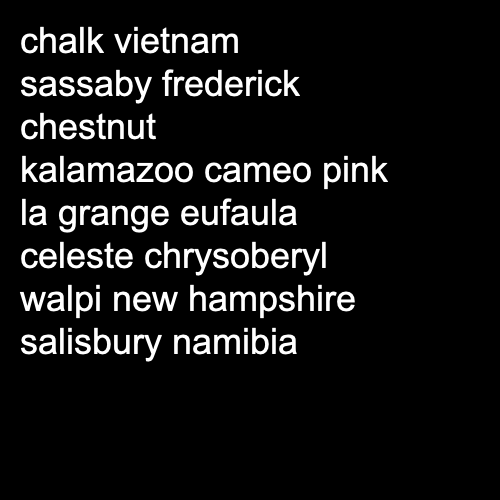 chalk vietnam
sassaby frederick
chestnut
kalamazoo cameo pink
la grange eufaula
celeste chrysoberyl
walpi new hampshire
salisbury namibia